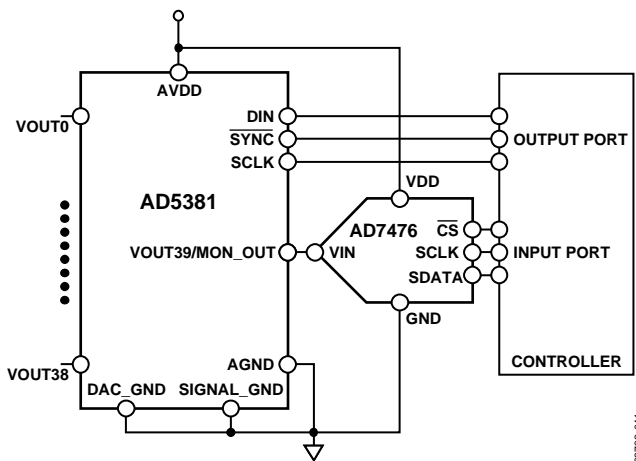 AVDD
VOUT0
DIN
SYNC
SCLK
OUTPUT PORT
AD5381
VDD
AD7476
CS
VOUT39/MON_OUT
VIN
SCLK
INPUT PORT
SDATA
GND
VOUT38
AGND
CONTROLLER
DAC_GND
SIGNAL_GND